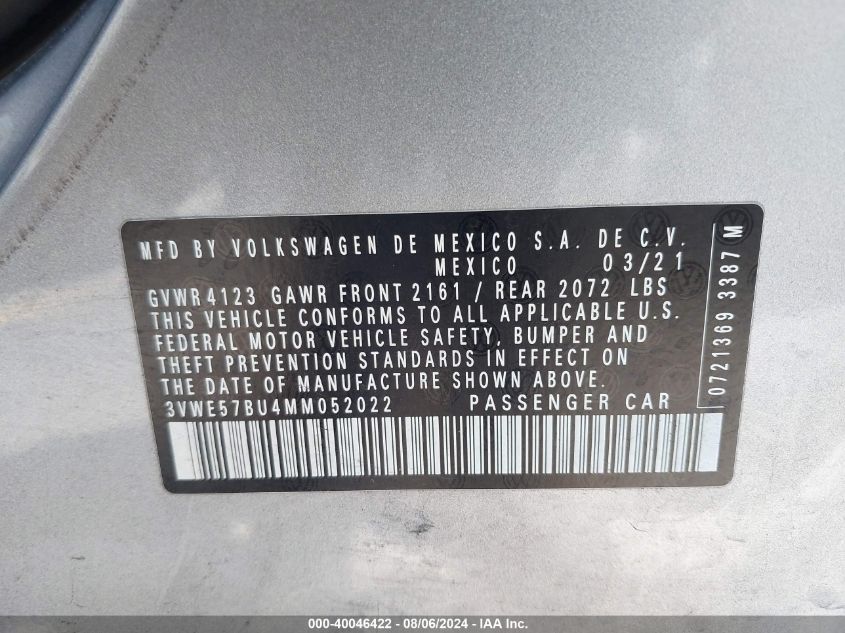 MFD BY VOLKSWAGEN DE MEXICO S.A. DE C.V.
MEXICO 03/21
GVWR 4123 GAWR FRONT 2161 / REAR 2072 LBS
THIS VEHICLE CONFORMS TO ALL APPLICABLE U.S.
FEDERAL MOTOR VEHICLE SAFETY, BUMPER AND
THEFT PREVENTION STANDARDS IN EFFECT ON
THE DATE OF MANUFACTURE SHOWN ABOVE.
3VWE57BU4MM052022 PASSENGER CAR
0721369 3387 M
000-40046422 - 08/06/2024 - IAA Inc.